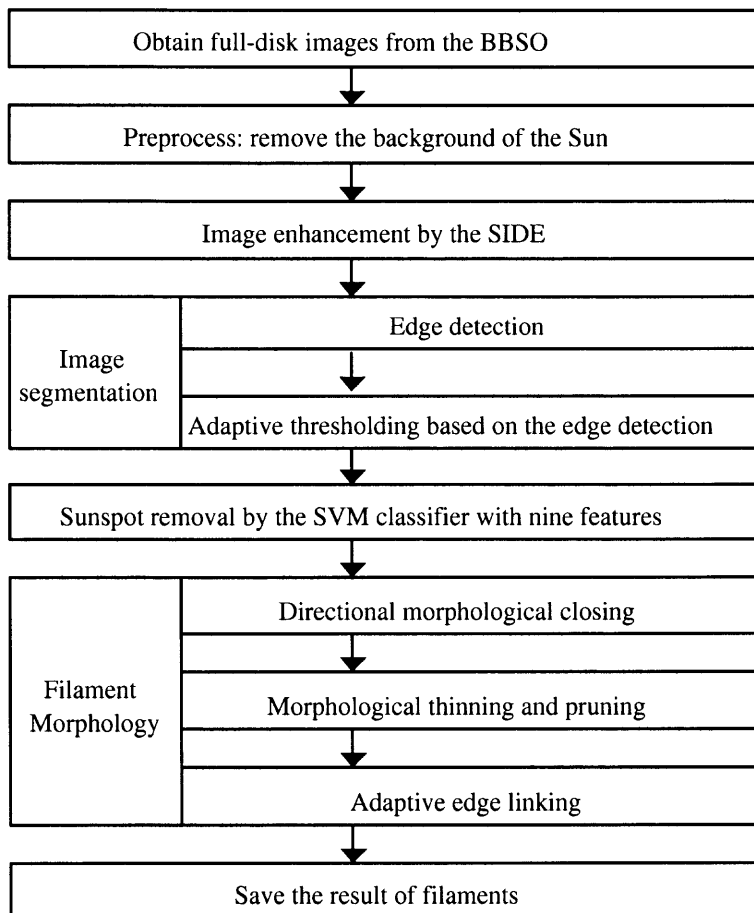 Obtain full-disk images from the BBSO
Preprocess: remove the background of the Sun
Image enhancement by the SIDE
Image
segmentation
Edge detection
Adaptive thresholding based on the edge detection
Sunspot removal by the SVM classifier with nine features
Filament
Morphology
Directional morphological closing
Morphological thinning and pruning
Adaptive edge linking
Save the result of filaments